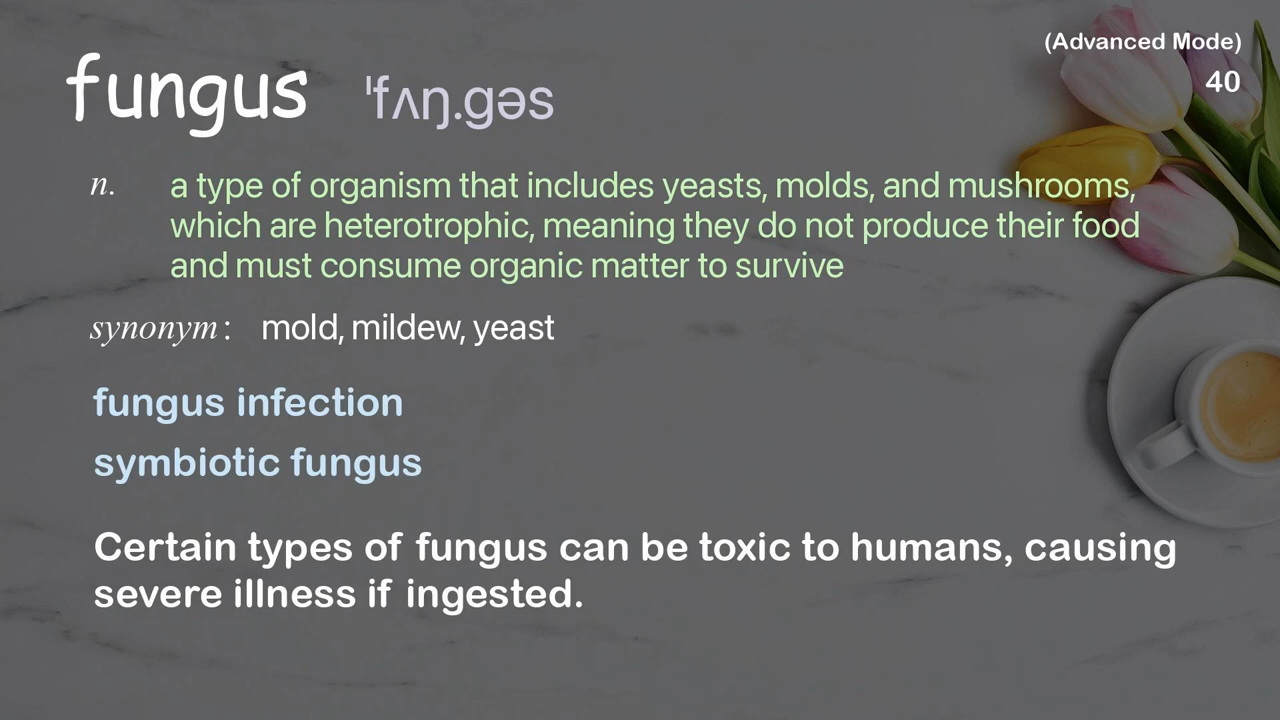 (Advanced Mode)
40
fungus ˈfʌŋ.gəs
n. a type of organism that includes yeasts, molds, and mushrooms,
which are heterotrophic, meaning they do not produce their food
and must consume organic matter to survive
synonym: mold, mildew, yeast
fungus infection
symbiotic fungus
Certain types of fungus can be toxic to humans, causing
severe illness if ingested.